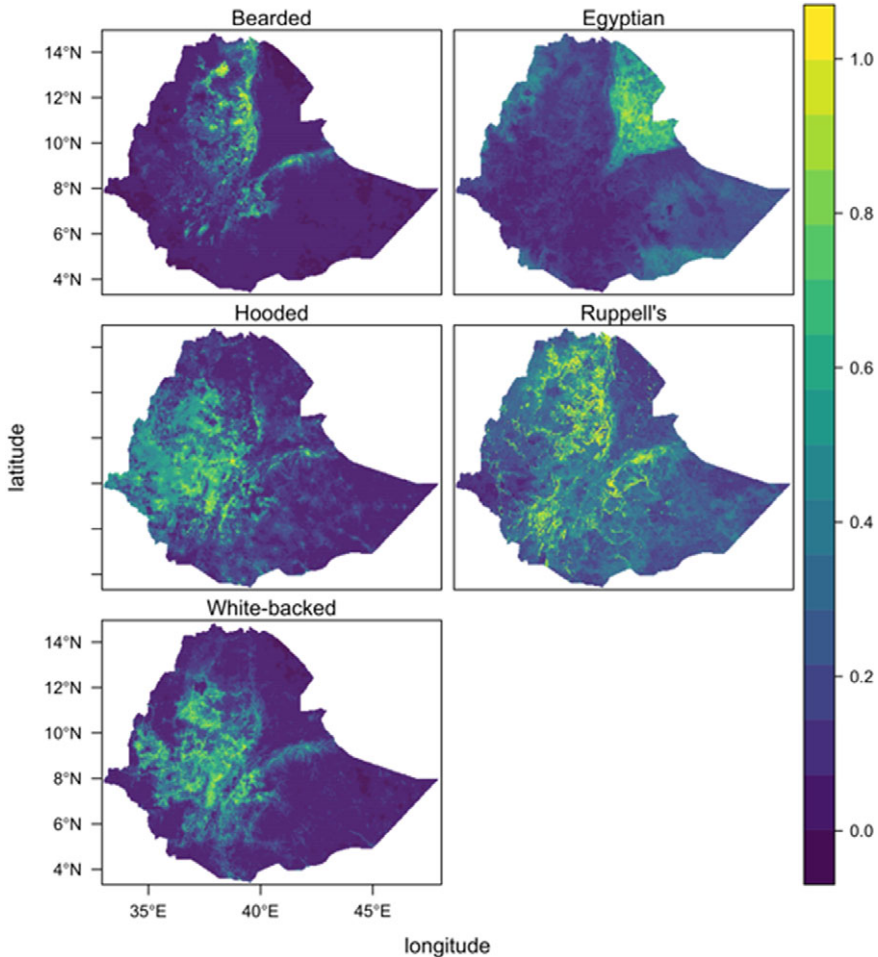 Bearded
Egyptian
14°N
12°N
10°N
8°N
6°N
4°N
1.0
0.8
0.6
0.4
0.2
0.0
Hooded
Ruppell's
latitude
White-backed
14°N
12°N
10°N
8°N
6°N
4°N
35°E
40°E
45°E
longitude